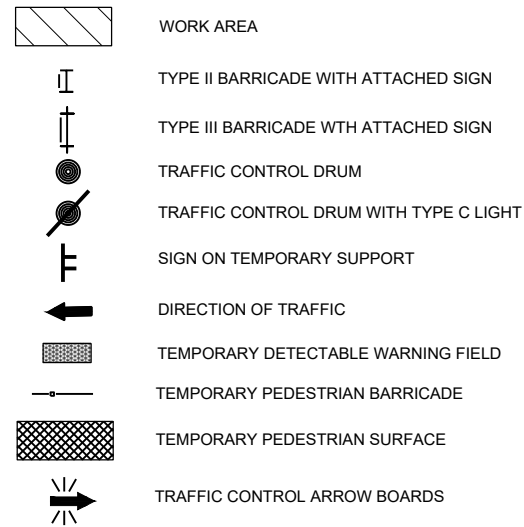 WORK AREA
TYPE II BARRICADE WITH ATTACHED SIGN
TYPE III BARRICADE WTH ATTACHED SIGN
TRAFFIC CONTROL DRUM
TRAFFIC CONTROL DRUM WITH TYPE C LIGHT
SIGN ON TEMPORARY SUPPORT
DIRECTION OF TRAFFIC
TEMPORARY DETECTABLE WARNING FIELD
TEMPORARY PEDESTRIAN BARRICADE
TEMPORARY PEDESTRIAN SURFACE
TRAFFIC CONTROL ARROW BOARDS